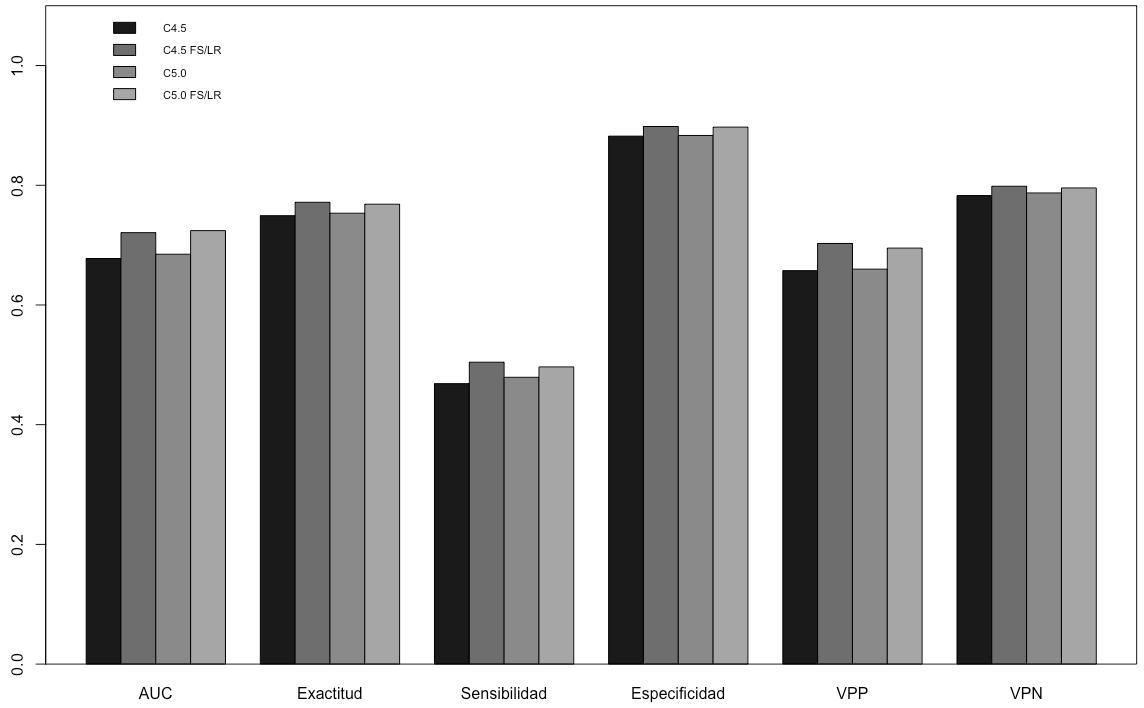 C4.5
C4.5 FS/LR
C5.0
C5.0 FS/LR
1.0
0.8
0.6
0.4
0.2
0.0
AUC Exactitud Sensibilidad Especificidad VPP VPN